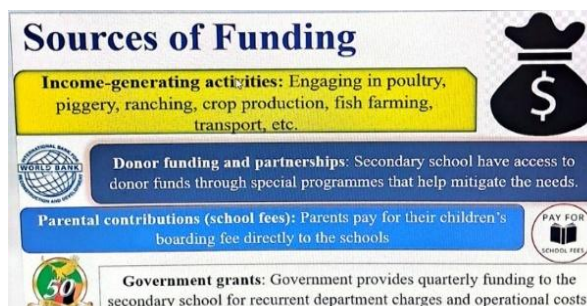 Sources of Funding
Income-generating activities: Engaging in poultry,
piggery, ranching, crop production, fish farming,
transport, etc.
$
WORLD BANK
Donor funding and partnerships: Secondary school have access to
donor funds through special programmes that help mitigate the needs.
Parental contributions (school fees): Parents pay for their children's
boarding fee directly to the schools
PAY FOR
SCHOOL FEES
50
Government grants: Government provides quarterly funding to the
secondary school for recurrent department charges and operational